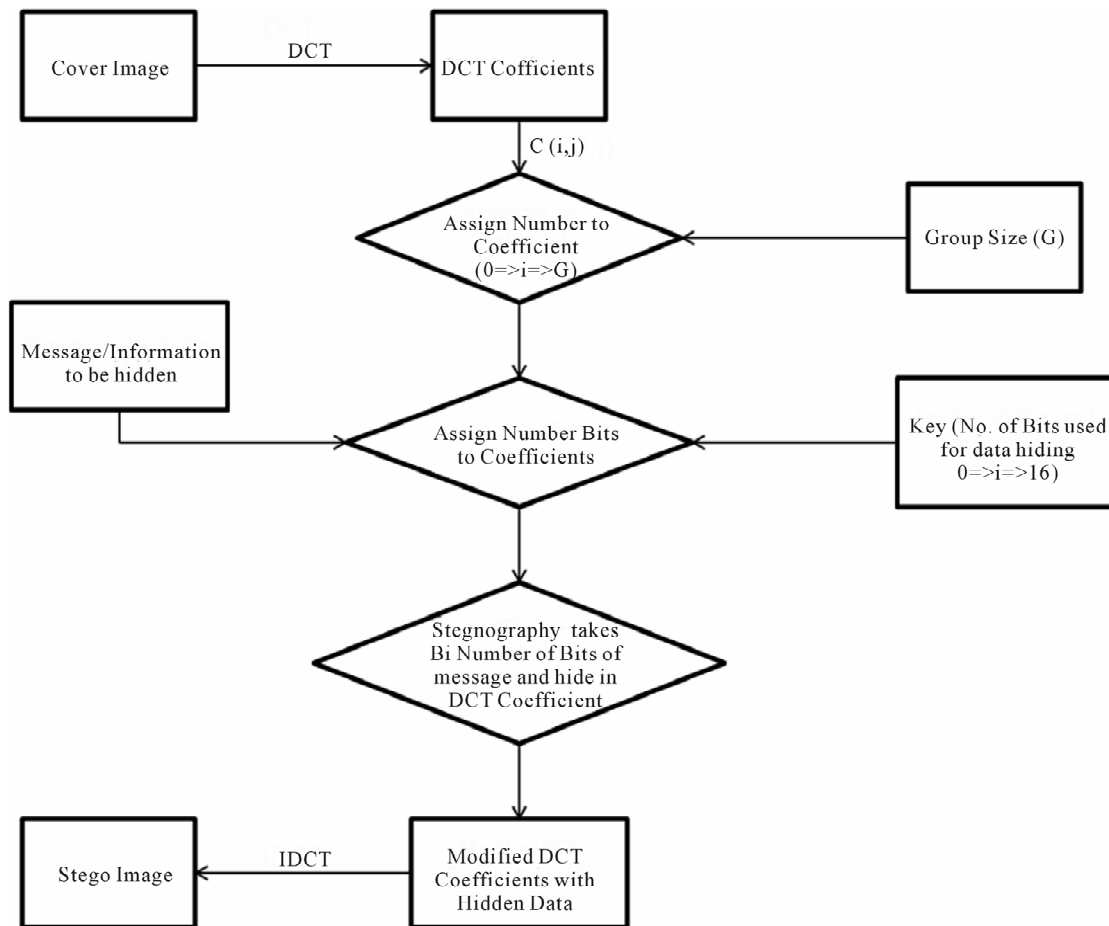 Cover Image
DCT
DCT Cofficients
C (i,j)
Assign Number to
Coefficient
(0=>i=>G)
Group Size (G)
Message/Information
to be hidden
Assign Number Bits
to Coefficients
Key (No. of Bits used
for data hiding
0=>i=>16)
Stegnography takes
Bi Number of Bits of
message and hide in
DCT Coefficient
Stego Image
IDCT
Modified DCT
Coefficients with
Hidden Data